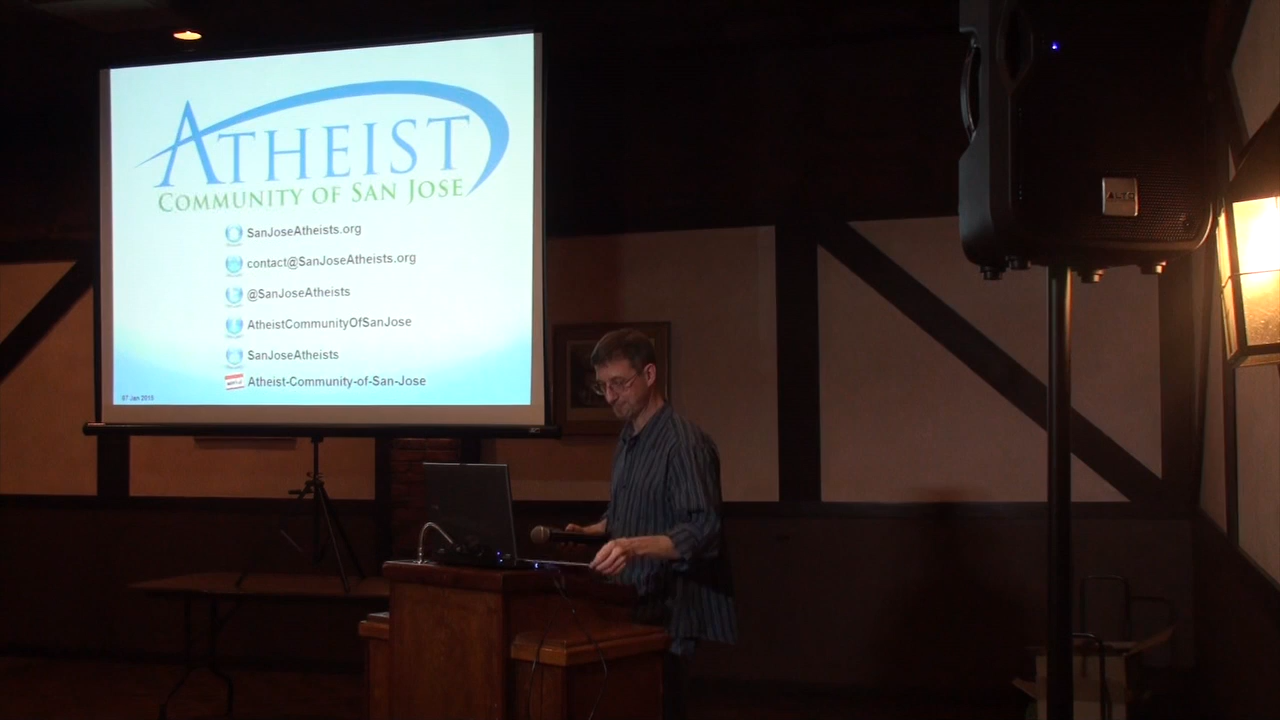 ATHEIST
COMMUNITY OF SAN JOSE
SanJoseAtheists.org
contact@SanJoseAtheists.org
@SanJoseAtheists
AtheistCommunityOfSanJose
SanJoseAtheists
Atheist-Community-of-San-Jose
ALTO